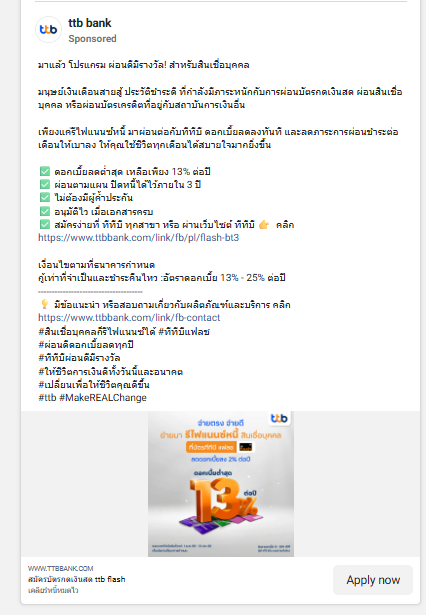 ttb bank
Sponsored
มาแล้ว โปรแกรม ผ่อนดีมีรางวัล! สำหรับสินเชื่อบุคคล
มนุษย์เงินเดือนสายสู้ ประวัติชำระดี ที่กำลังมีภาระหนักกับการผ่อนบัตรกดเงินสด ผ่อนสินเชื่อ
บุคคล หรือผ่อนบัตรเครดิตที่อยู่กับสถาบันการเงินอื่น
เพียงแค่รีไฟแนนซ์หนี้ มาผ่อนต่อกับทีทีบี ดอกเบี้ยลดลงทันที และลดภาระการผ่อนชำระต่อ
เดือนให้เบาลง ให้คุณใช้ชีวิตทุกเดือนได้สบายใจมากยิ่งขึ้น
✅ ดอกเบี้ยลดต่ำสุด เหลือเพียง 13% ต่อปี
✅ ผ่อนตามแผน ปิดหนี้ได้ไวภายใน 3 ปี
✅ ไม่ต้องมีผู้ค้ำประกัน
✅ อนุมัติไว เมื่อเอกสารครบ
✅ สมัครง่ายที่ ทีทีบี ทุกสาขา หรือ ผ่านเว็บไซต์ ทีทีบี 👉 คลิก
https://www.ttbbank.com/link/fb/pl/flash-bt3
เงื่อนไขตามที่ธนาคารกำหนด
กู้เท่าที่จำเป็นและชำระคืนไหว :อัตราดอกเบี้ย 13% - 25% ต่อปี
-----------------------------------
💡 มีข้อแนะนำ หรือสอบถามเกี่ยวกับผลิตภัณฑ์และบริการ คลิก
https://www.ttbbank.com/link/fb-contact
#สินเชื่อบุคคลก็รีไฟแนนซ์ได้ #ทีทีบีแฟลช
#ผ่อนดีดอกเบี้ยลดทุกปี
#ทีทีบีผ่อนดีมีรางวัล
#ให้ชีวิตการเงินดีทั้งวันนี้และอนาคต
#เปลี่ยนเพื่อให้ชีวิตคุณดีขึ้น
#ttb #MakeREALChange
ttb
จ่ายตรง จ่ายดี
ย้ายมา รีไฟแนนซ์หนี้ สินเชื่อบุคคล
ลดดอกเบี้ยลง 2% ต่อปี
ดอกเบี้ยต่ำสุด
13% ต่อปี
WWW.TTBBANK.COM
สมัครบัตรกดเงินสด ttb flash
เคลียร์หนี้หมดไว
Apply now